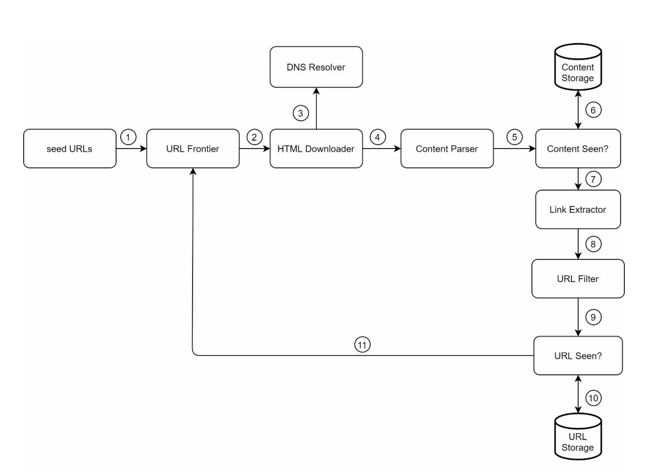 DNS Resolver
Content
Storage
3
6
1
2
4
5
seed URLs
URL Frontier
HTML Downloader
Content Parser
Content Seen?
7
Link Extractor
8
URL Filter
9
11
URL Seen?
10
URL
Storage